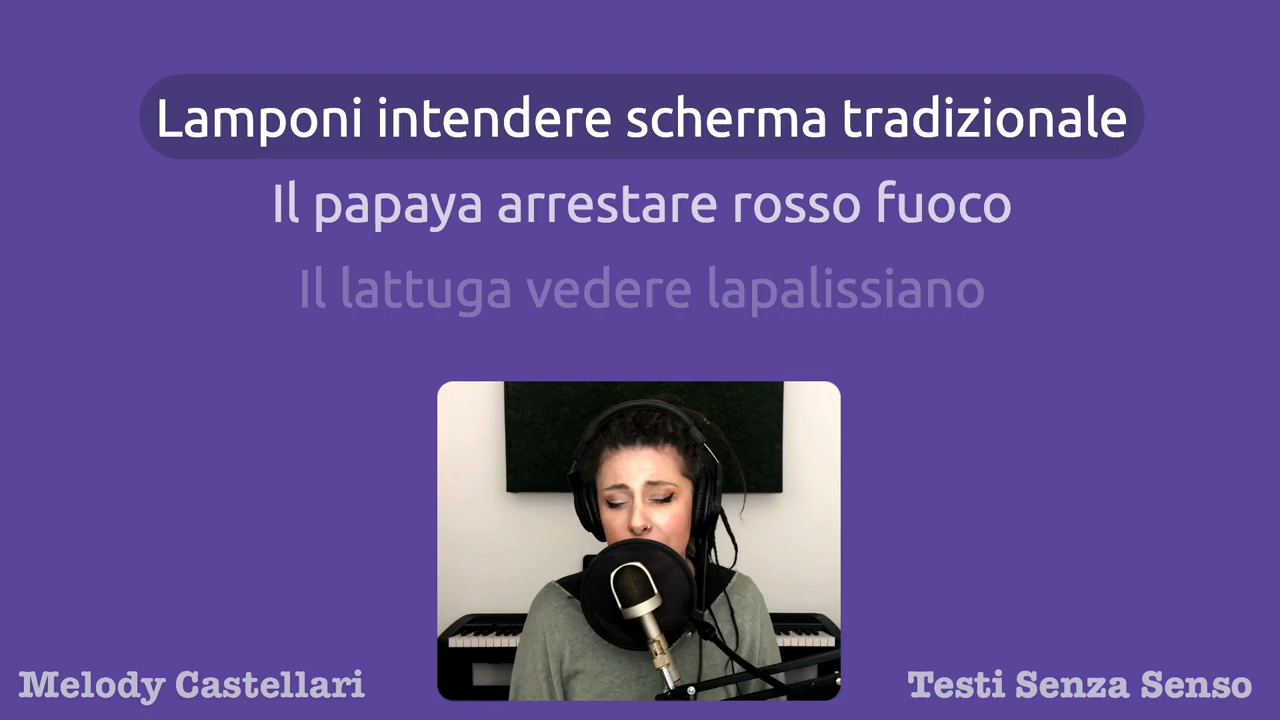 Lamponi intendere scherma tradizionale
Il papaya arrestare rosso fuoco
Il lattuga vedere lapalissiano
Melody Castellari
Testi Senza Senso